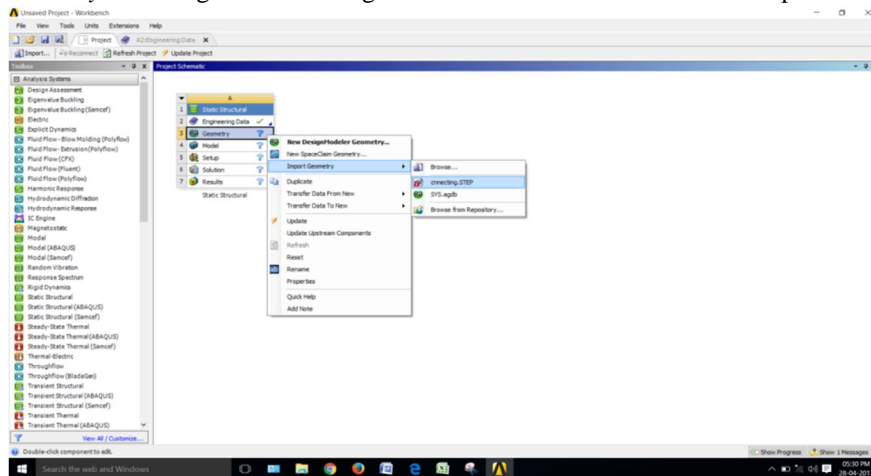 Unsaved Project - Workbench
File View Tools Units Extensions Help
Project A2:Engineering Data
Import... Reconnect Refresh Project Update Project
Toolbox
Project Schematic
Analysis Systems
Design Assessment
Eigenvalue Buckling
Eigenvalue Buckling (Samcef)
Electric
Explicit Dynamics
Fluid Flow - Blow Molding (Polyflow)
Fluid Flow - Extrusion (Polyflow)
Fluid Flow (CFX)
Fluid Flow (Fluent)
Fluid Flow (Polyflow)
Harmonic Response
Hydrodynamic Diffraction
Hydrodynamic Response
IC Engine
Magnetostatic
Modal
Modal (ABAQUS)
Modal (Samcef)
Random Vibration
Response Spectrum
Rigid Dynamics
Static Structural
Static Structural (ABAQUS)
Static Structural (Samcef)
Steady-State Thermal
Steady-State Thermal (ABAQUS)
Steady-State Thermal (Samcef)
Thermal-Electric
Throughflow
Throughflow (BladeGen)
Transient Structural
Transient Structural (ABAQUS)
Transient Structural (Samcef)
Transient Thermal
Transient Thermal (ABAQUS)
View All / Customize...
A
1 Static Structural
2 Engineering Data
3 Geometry
4 Model
5 Setup
6 Solution
7 Results
Static Structural
New DesignModeler Geometry...
New SpaceClaim Geometry...
Import Geometry
Duplicate
Transfer Data From New
Transfer Data To New
Update
Update Upstream Components
Refresh
Reset
Rename
Properties
Quick Help
Add Note
Browse...
cnnecting.STEP
SYS.agdb
Browse from Repository...
Double-click component to edit.
Show Progress Show 1 Messages
Search the web and Windows
05:30 PM